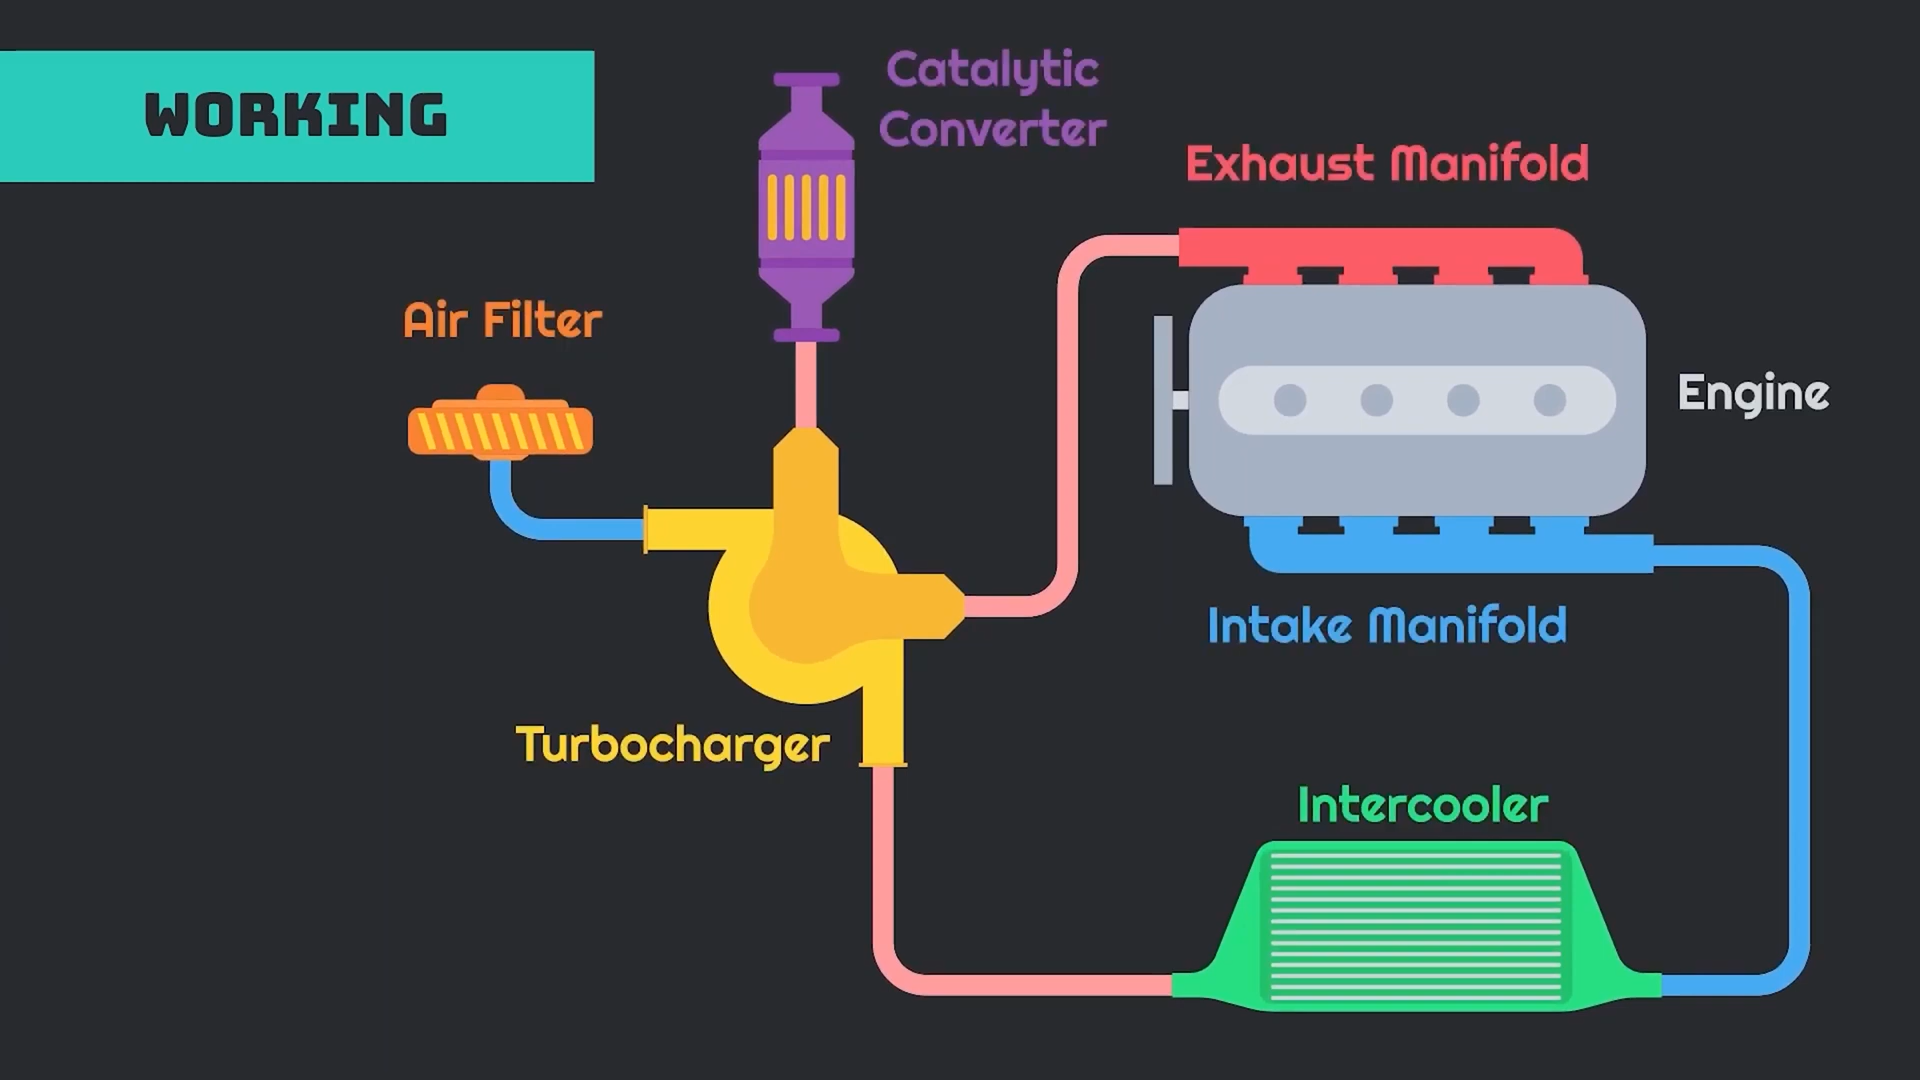 WORKING
Catalytic
Converter
Exhaust Manifold
Air Filter
Engine
Intake Manifold
Turbocharger
Intercooler